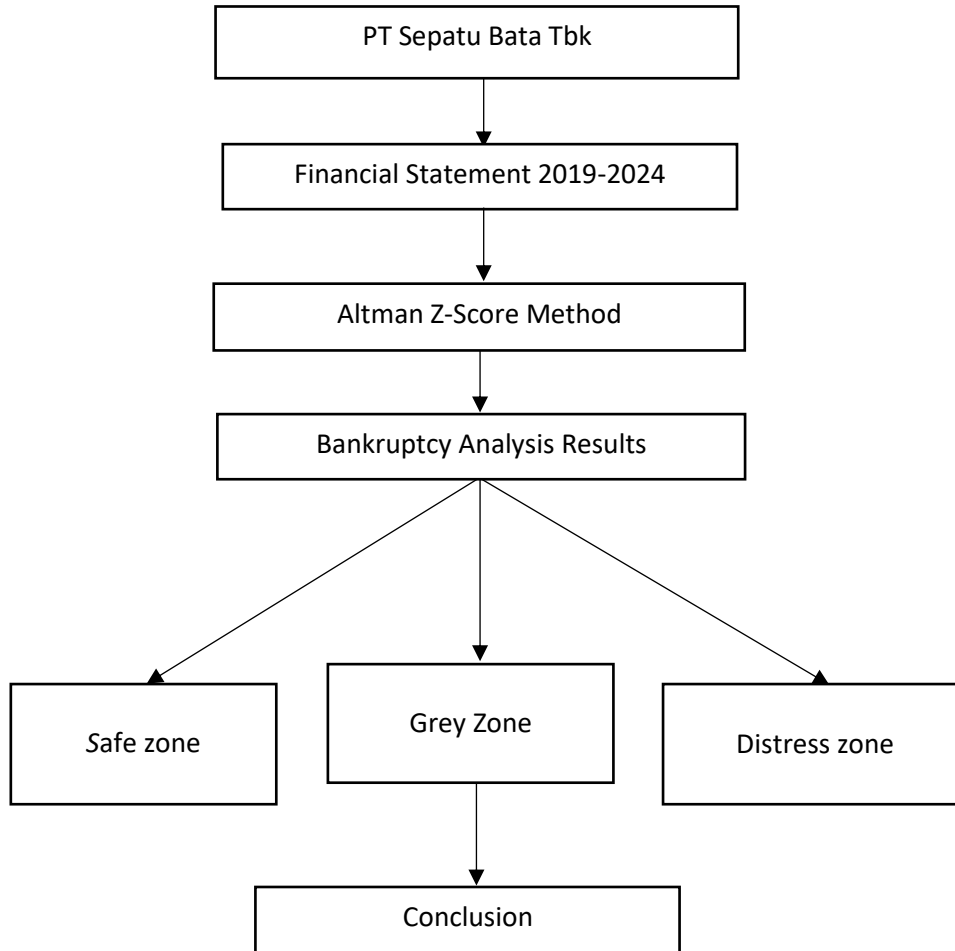 PT Sepatu Bata Tbk
Financial Statement 2019-2024
Altman Z-Score Method
Bankruptcy Analysis Results
Safe zone
Grey Zone
Distress zone
Conclusion